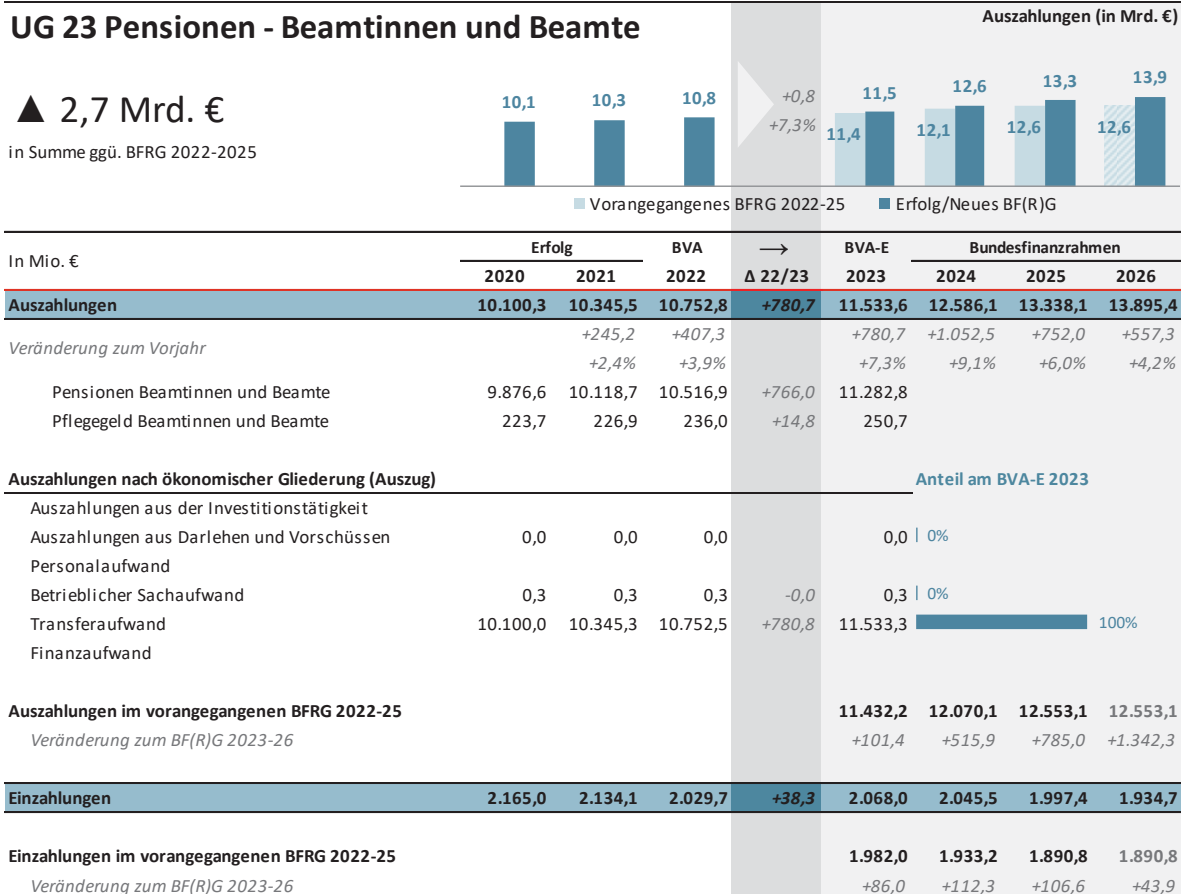 UG 23 Pensionen - Beamtinnen und Beamte
Auszahlungen (in Mrd. €)
▲ 2,7 Mrd. €
in Summe ggü. BFRG 2022-2025
10,1 10,3 10,8 +0,8 +7,3% 11,4 11,5 12,1 12,6 12,6 13,3 12,6 13,9
Vorangegangenes BFRG 2022-25 Erfolg/Neues BF(R)G
In Mio. € Erfolg BVA → BVA-E Bundesfinanzrahmen
2020 2021 2022 Δ 22/23 2023 2024 2025 2026
Auszahlungen 10.100,3 10.345,5 10.752,8 +780,7 11.533,6 12.586,1 13.338,1 13.895,4
Veränderung zum Vorjahr +245,2 +407,3 +780,7 +1.052,5 +752,0 +557,3
+2,4% +3,9% +7,3% +9,1% +6,0% +4,2%
Pensionen Beamtinnen und Beamte 9.876,6 10.118,7 10.516,9 +766,0 11.282,8
Pflegegeld Beamtinnen und Beamte 223,7 226,9 236,0 +14,8 250,7
Auszahlungen nach ökonomischer Gliederung (Auszug) Anteil am BVA-E 2023
Auszahlungen aus der Investitionstätigkeit
Auszahlungen aus Darlehen und Vorschüssen 0,0 0,0 0,0 0,0 0%
Personalaufwand
Betrieblicher Sachaufwand 0,3 0,3 0,3 -0,0 0,3 0%
Transferaufwand 10.100,0 10.345,3 10.752,5 +780,8 11.533,3 100%
Finanzaufwand
Auszahlungen im vorangegangenen BFRG 2022-25 11.432,2 12.070,1 12.553,1 12.553,1
Veränderung zum BF(R)G 2023-26 +101,4 +515,9 +785,0 +1.342,3
Einzahlungen 2.165,0 2.134,1 2.029,7 +38,3 2.068,0 2.045,5 1.997,4 1.934,7
Einzahlungen im vorangegangenen BFRG 2022-25 1.982,0 1.933,2 1.890,8 1.890,8
Veränderung zum BF(R)G 2023-26 +86,0 +112,3 +106,6 +43,9